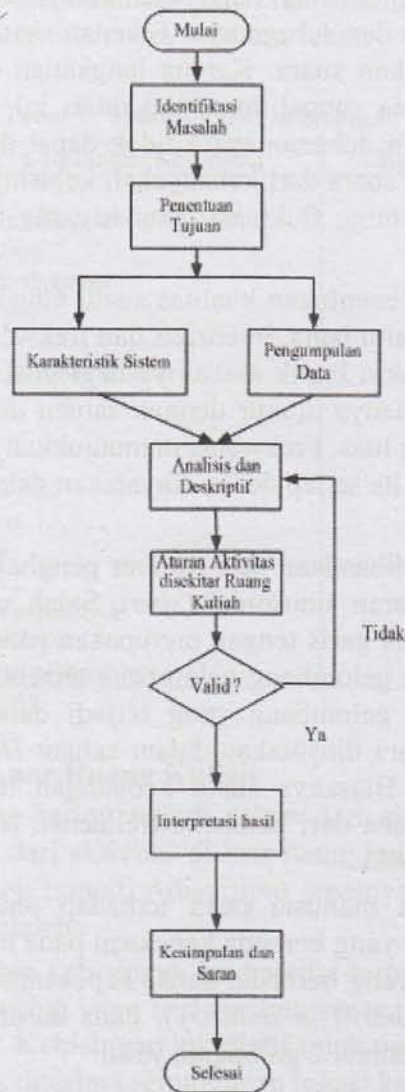 Mulai
Identifikasi
Masalah
Penentuan
Tujuan
Karakteristik Sistem
Pengumpulan
Data
Analisis dan
Deskriptif
Aturan Aktivitas
disekitar Ruang
Kuliah
Tidak
Valid?
Ya
Interpretasi hasil
Kesimpulan dan
Saran
Selesai